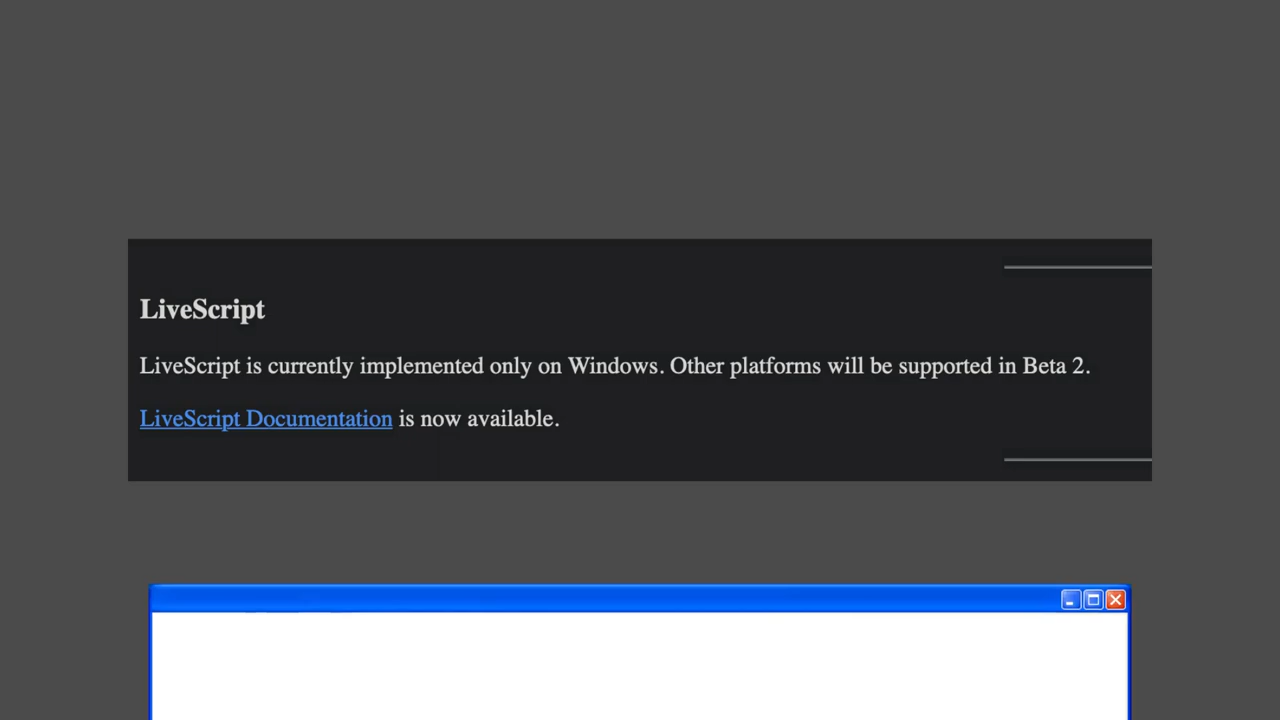 LiveScript
LiveScript is currently implemented only on Windows. Other platforms will be supported in Beta 2.
LiveScript Documentation is now available.